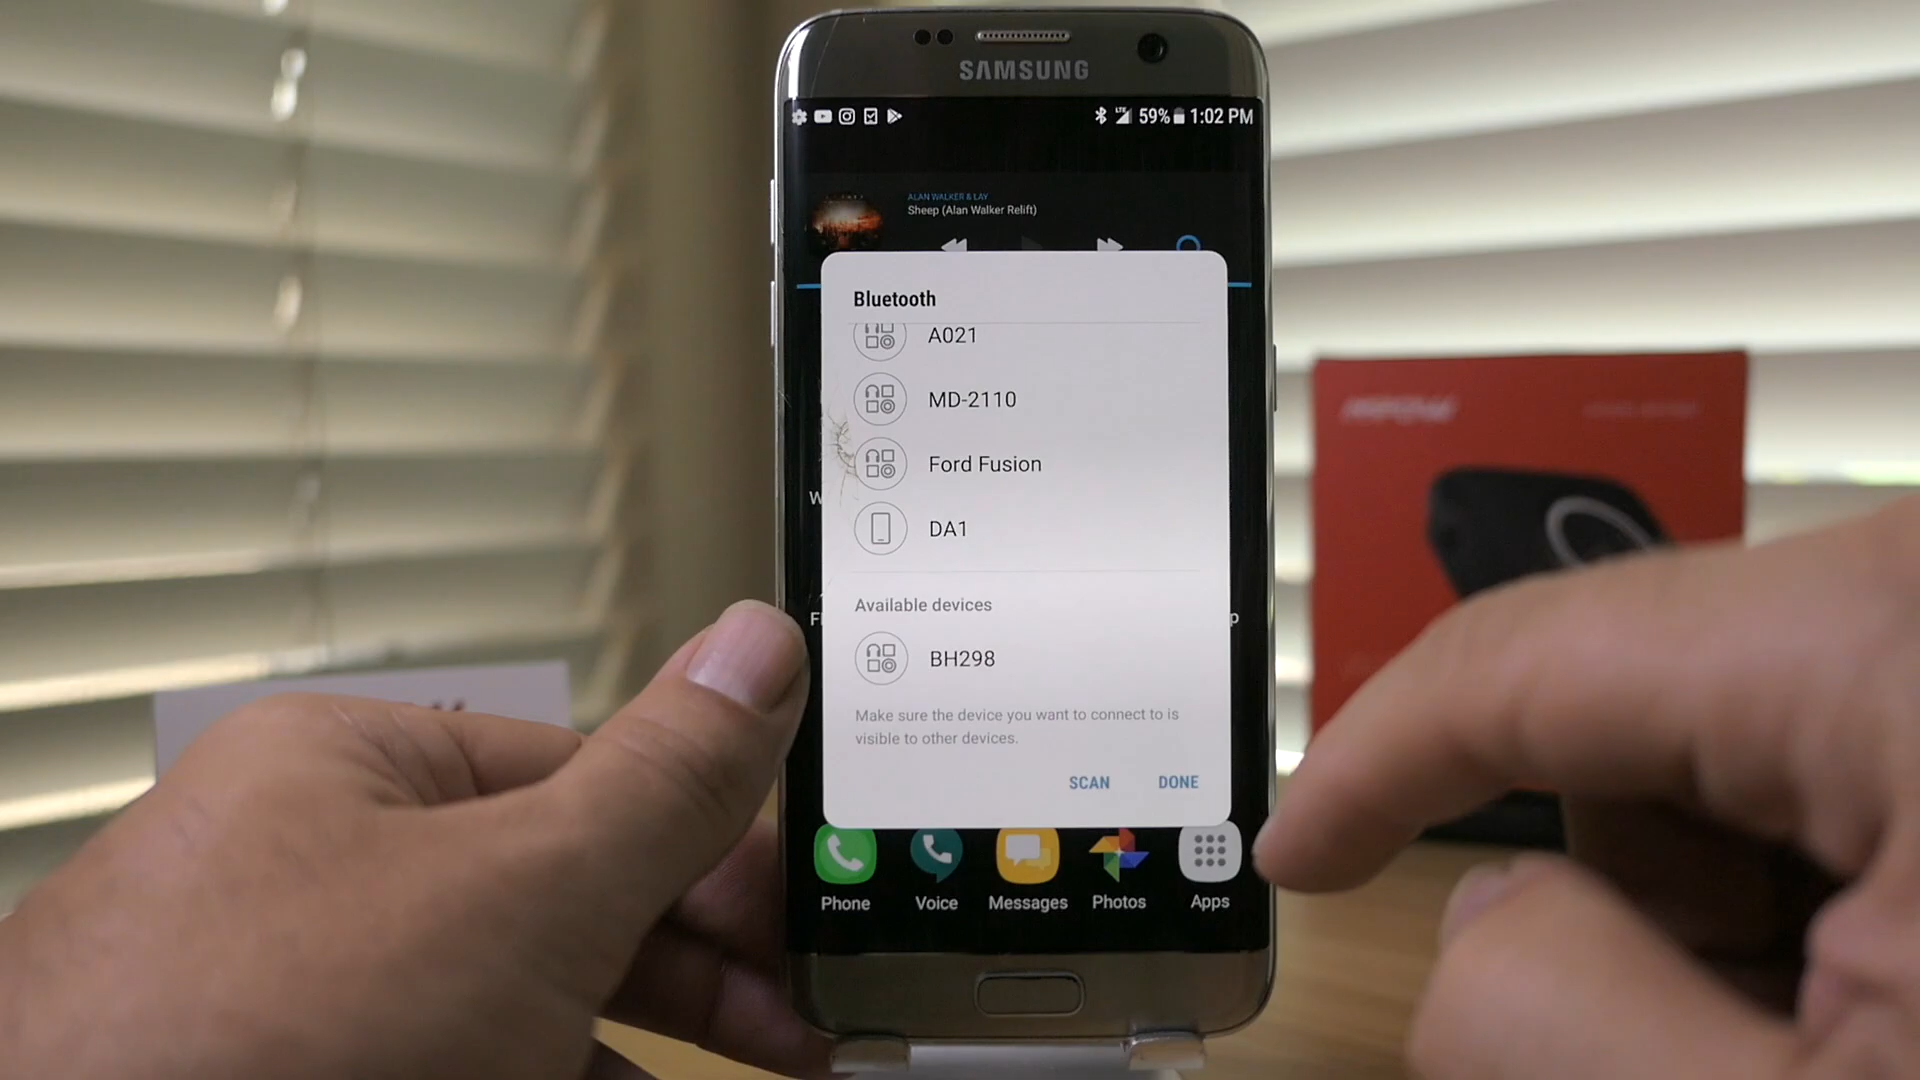 SAMSUNG
LTE 59% 1:02 PM
ALAN WALKER & LAY
Sheep (Alan Walker Relift)
Bluetooth
A021
MD-2110
Ford Fusion
DA1
Available devices
BH298
Make sure the device you want to connect to is
visible to other devices.
SCAN DONE
Phone Voice Messages Photos Apps